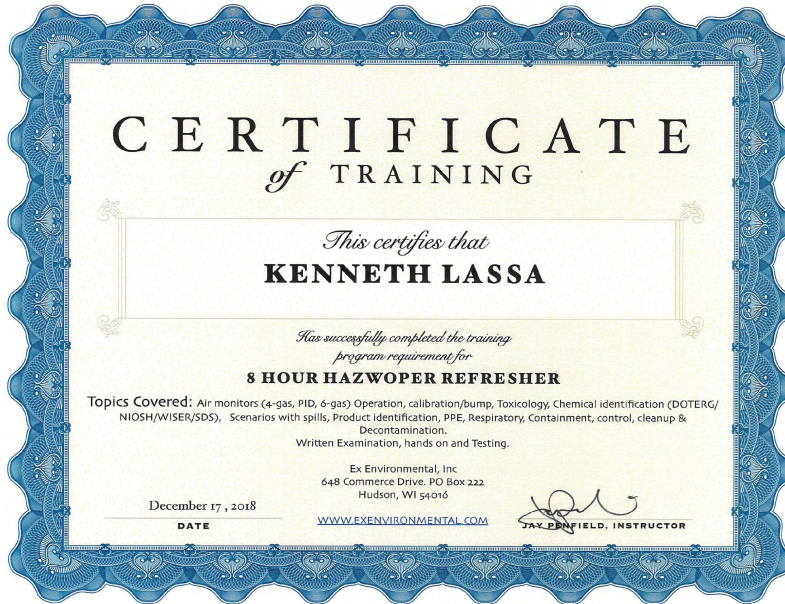 CERTIFICATE
of TRAINING
This certifies that
KENNETH LASSA
Has successfully completed the training
program requirement for
8 HOUR HAZWOPER REFRESHER
Topics Covered: Air monitors (4-gas, PID, 6-gas) Operation, calibration/bump, Toxicology, Chemical identification (DOTERG/
NIOSH/WISER/SDS), Scenarios with spills, Product identification, PPE, Respiratory, Containment, control, cleanup &
Decontamination.
Written Examination, hands on and Testing.
Ex Environmental, Inc
648 Commerce Drive. PO Box 222
Hudson, WI 54016
December 17 , 2018
DATE
WWW.EXENVIRONMENTAL.COM
JAY PENFIELD, INSTRUCTOR